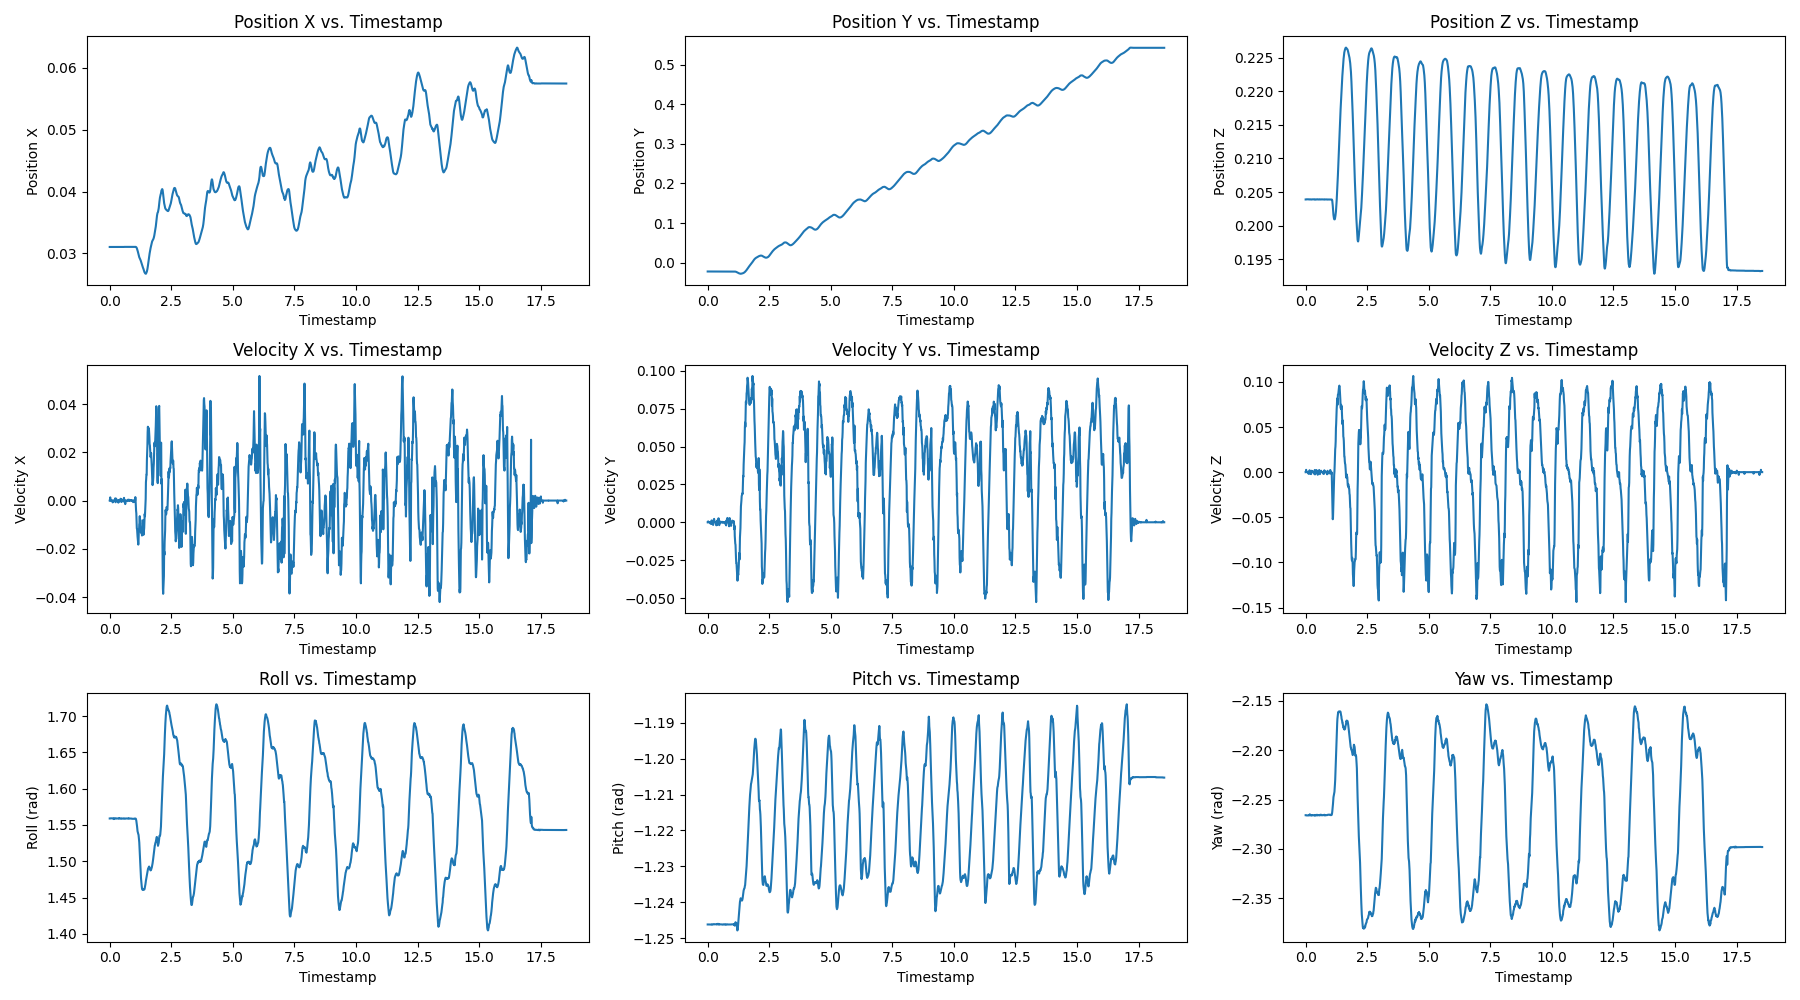 Position X vs. Timestamp
Position X
0.06
0.05
0.04
0.03
0.0 2.5 5.0 7.5 10.0 12.5 15.0 17.5
Timestamp
Position Y vs. Timestamp
Position Y
0.5
0.4
0.3
0.2
0.1
0.0
0.0 2.5 5.0 7.5 10.0 12.5 15.0 17.5
Timestamp
Position Z vs. Timestamp
Position Z
0.225
0.220
0.215
0.210
0.205
0.200
0.195
0.0 2.5 5.0 7.5 10.0 12.5 15.0 17.5
Timestamp
Velocity X vs. Timestamp
Velocity X
0.04
0.02
0.00
−0.02
−0.04
0.0 2.5 5.0 7.5 10.0 12.5 15.0 17.5
Timestamp
Velocity Y vs. Timestamp
Velocity Y
0.100
0.075
0.050
0.025
0.000
−0.025
−0.050
0.0 2.5 5.0 7.5 10.0 12.5 15.0 17.5
Timestamp
Velocity Z vs. Timestamp
Velocity Z
0.10
0.05
0.00
−0.05
−0.10
−0.15
0.0 2.5 5.0 7.5 10.0 12.5 15.0 17.5
Timestamp
Roll vs. Timestamp
Roll (rad)
1.70
1.65
1.60
1.55
1.50
1.45
1.40
0.0 2.5 5.0 7.5 10.0 12.5 15.0 17.5
Timestamp
Pitch vs. Timestamp
Pitch (rad)
−1.19
−1.20
−1.21
−1.22
−1.23
−1.24
−1.25
0.0 2.5 5.0 7.5 10.0 12.5 15.0 17.5
Timestamp
Yaw vs. Timestamp
Yaw (rad)
−2.15
−2.20
−2.25
−2.30
−2.35
0.0 2.5 5.0 7.5 10.0 12.5 15.0 17.5
Timestamp